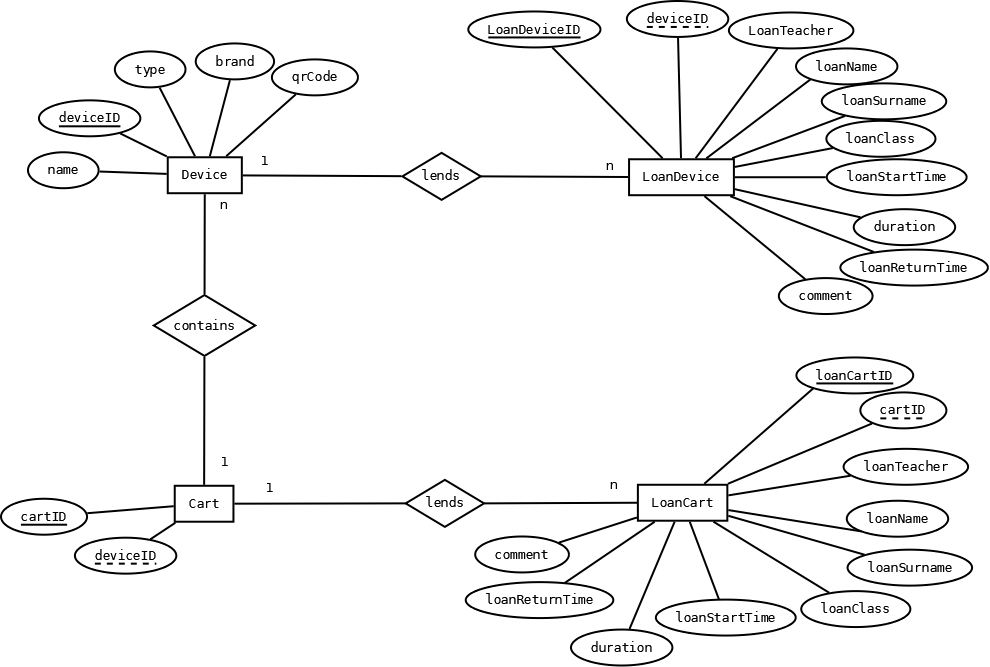 LoanDeviceID
deviceID
LoanTeacher
type
brand
qrCode
loanName
loanSurname
deviceID
loanClass
name
Device
1
lends
n
LoanDevice
loanStartTime
n
duration
loanReturnTime
comment
contains
loanCartID
cartID
1
loanTeacher
cartID
Cart
1
lends
n
LoanCart
loanName
deviceID
comment
loanSurname
loanReturnTime
loanClass
loanStartTime
duration